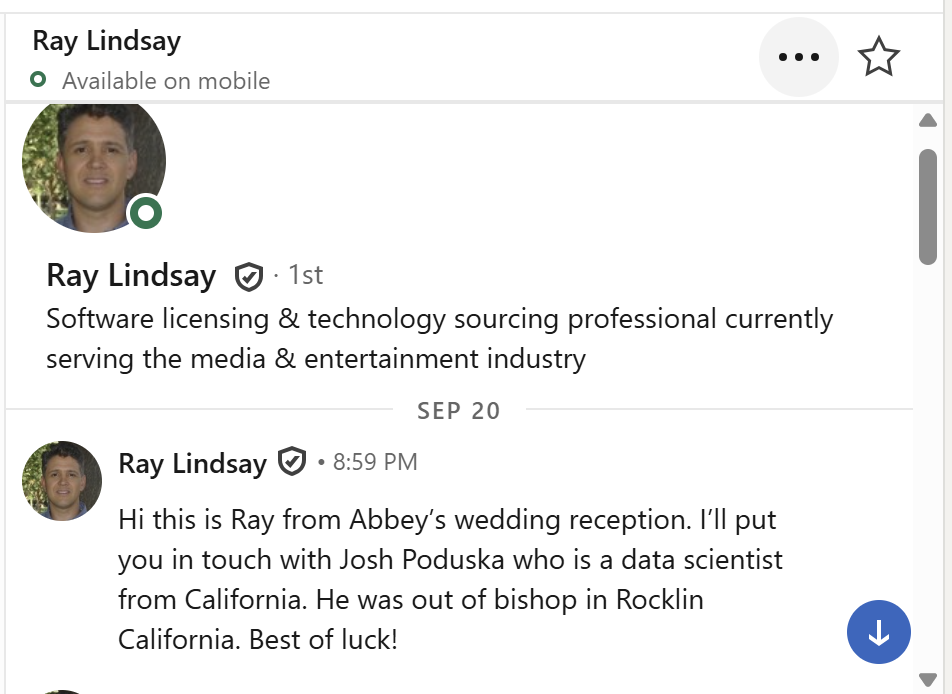 Ray Lindsay
Available on mobile
Ray Lindsay · 1st
Software licensing & technology sourcing professional currently
serving the media & entertainment industry
SEP 20
Ray Lindsay • 8:59 PM
Hi this is Ray from Abbey’s wedding reception. I’ll put
you in touch with Josh Poduska who is a data scientist
from California. He was out of bishop in Rocklin
California. Best of luck!